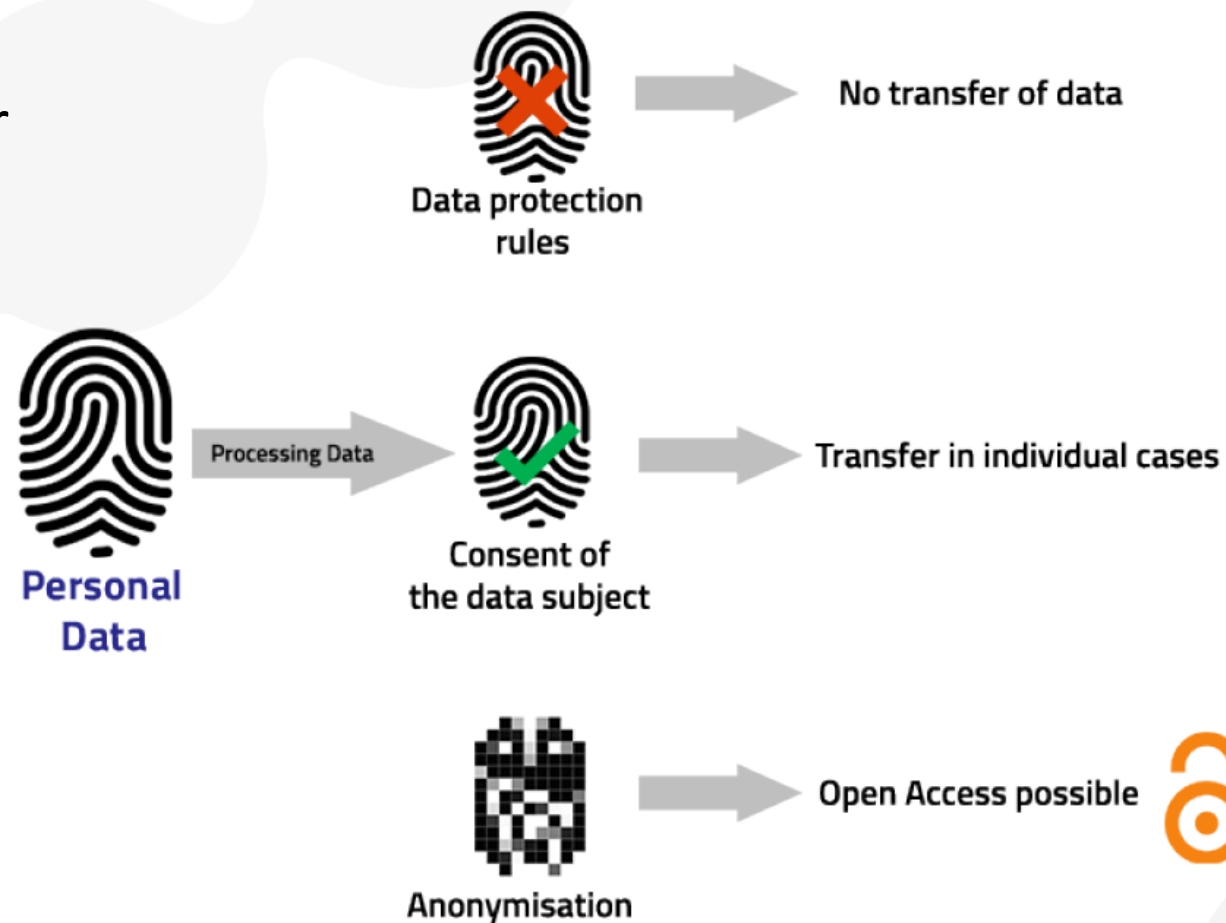 No transfer of data
Data protection
rules
Processing Data
Transfer in individual cases
Consent of
the data subject
Personal
Data
Open Access possible
Anonymisation